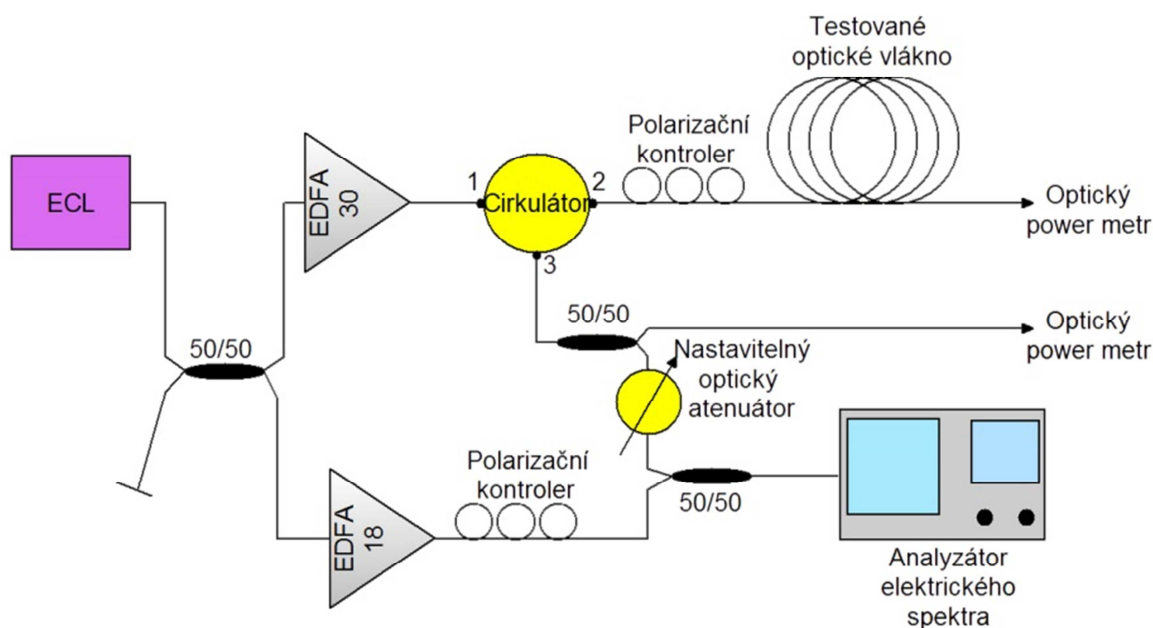 Testované
optické vlákno
Polarizační
kontroler
ECL
EDFA
30
1
Cirkulátor
2
3
Optický
power metr
50/50
50/50
Optický
power metr
Nastavitelný
optický
atenuátor
Polarizační
kontroler
EDFA
18
50/50
Analyzátor
elektrického
spektra